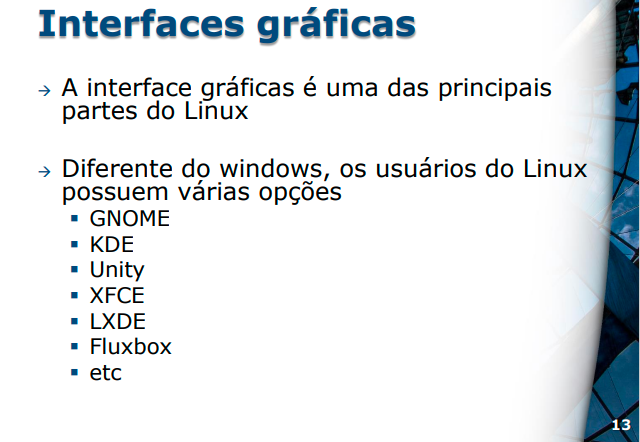 Interfaces gráficas
→ A interface gráficas é uma das principais
partes do Linux
→ Diferente do windows, os usuários do Linux
possuem várias opções
▪ GNOME
▪ KDE
▪ Unity
▪ XFCE
▪ LXDE
▪ Fluxbox
▪ etc
13